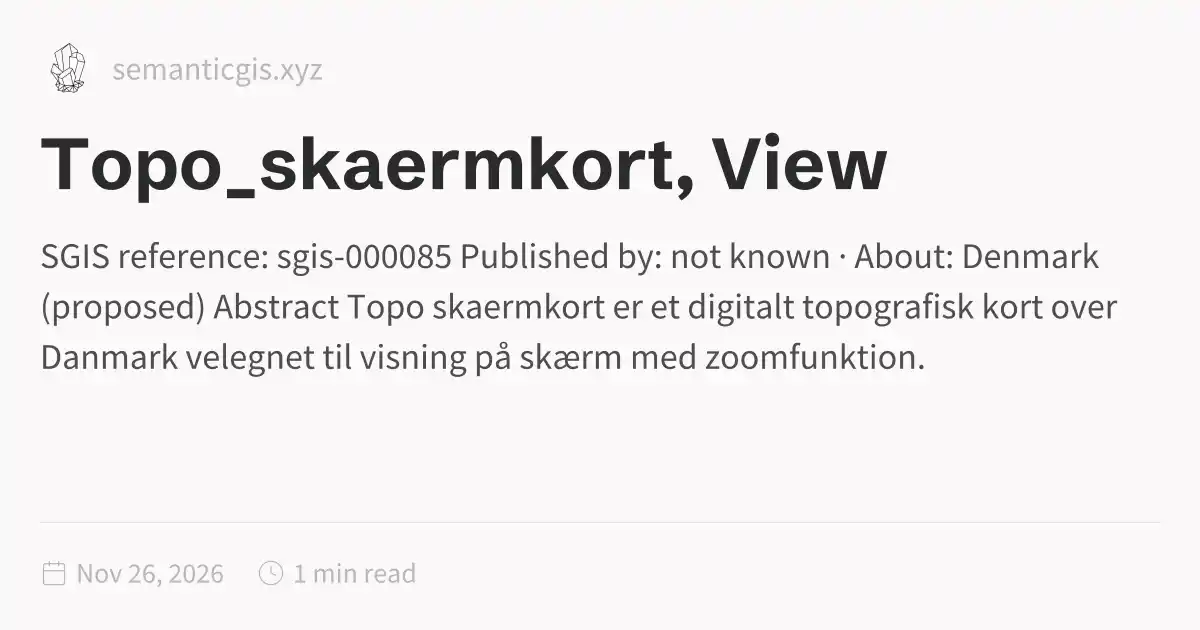 semanticgis.xyz
Topo_skaermkort, View
SGIS reference: sgis-000085 Published by: not known · About: Denmark
(proposed) Abstract Topo skaermkort er et digitalt topografisk kort over
Danmark velegnet til visning på skærm med zoomfunktion.
Nov 26, 2026 1 min read